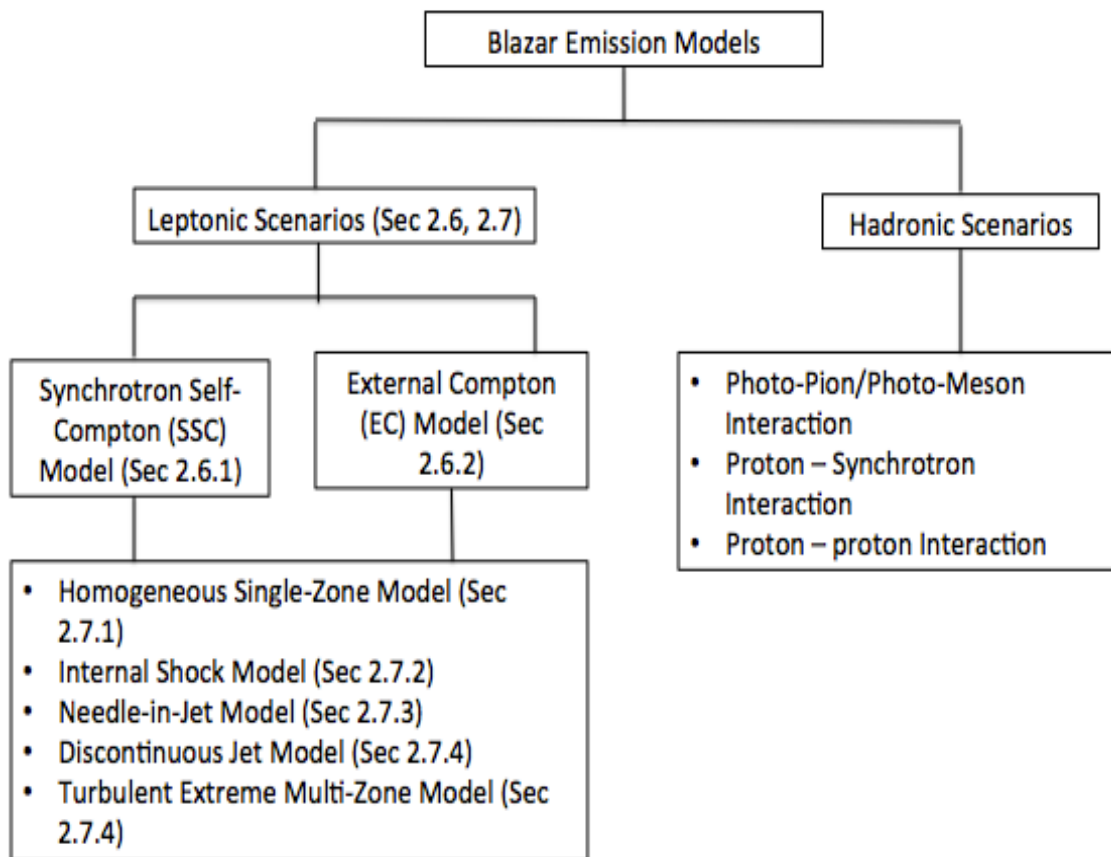 Blazar Emission Models
Leptonic Scenarios (Sec 2.6, 2.7)
Hadronic Scenarios
Synchrotron Self-
Compton (SSC)
Model (Sec 2.6.1)
External Compton
(EC) Model (Sec
2.6.2)
• Photo-Pion/Photo-Meson
Interaction
• Proton – Synchrotron
Interaction
• Proton – proton Interaction
• Homogeneous Single-Zone Model (Sec
2.7.1)
• Internal Shock Model (Sec 2.7.2)
• Needle-in-Jet Model (Sec 2.7.3)
• Discontinuous Jet Model (Sec 2.7.4)
• Turbulent Extreme Multi-Zone Model (Sec
2.7.4)